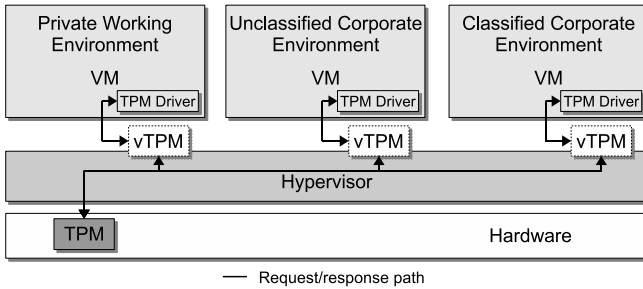 Private Working
Environment
VM
TPM Driver
vTPM
Unclassified Corporate
Environment
VM
TPM Driver
vTPM
Classified Corporate
Environment
VM
TPM Driver
vTPM
Hypervisor
TPM
Hardware
Request/response path